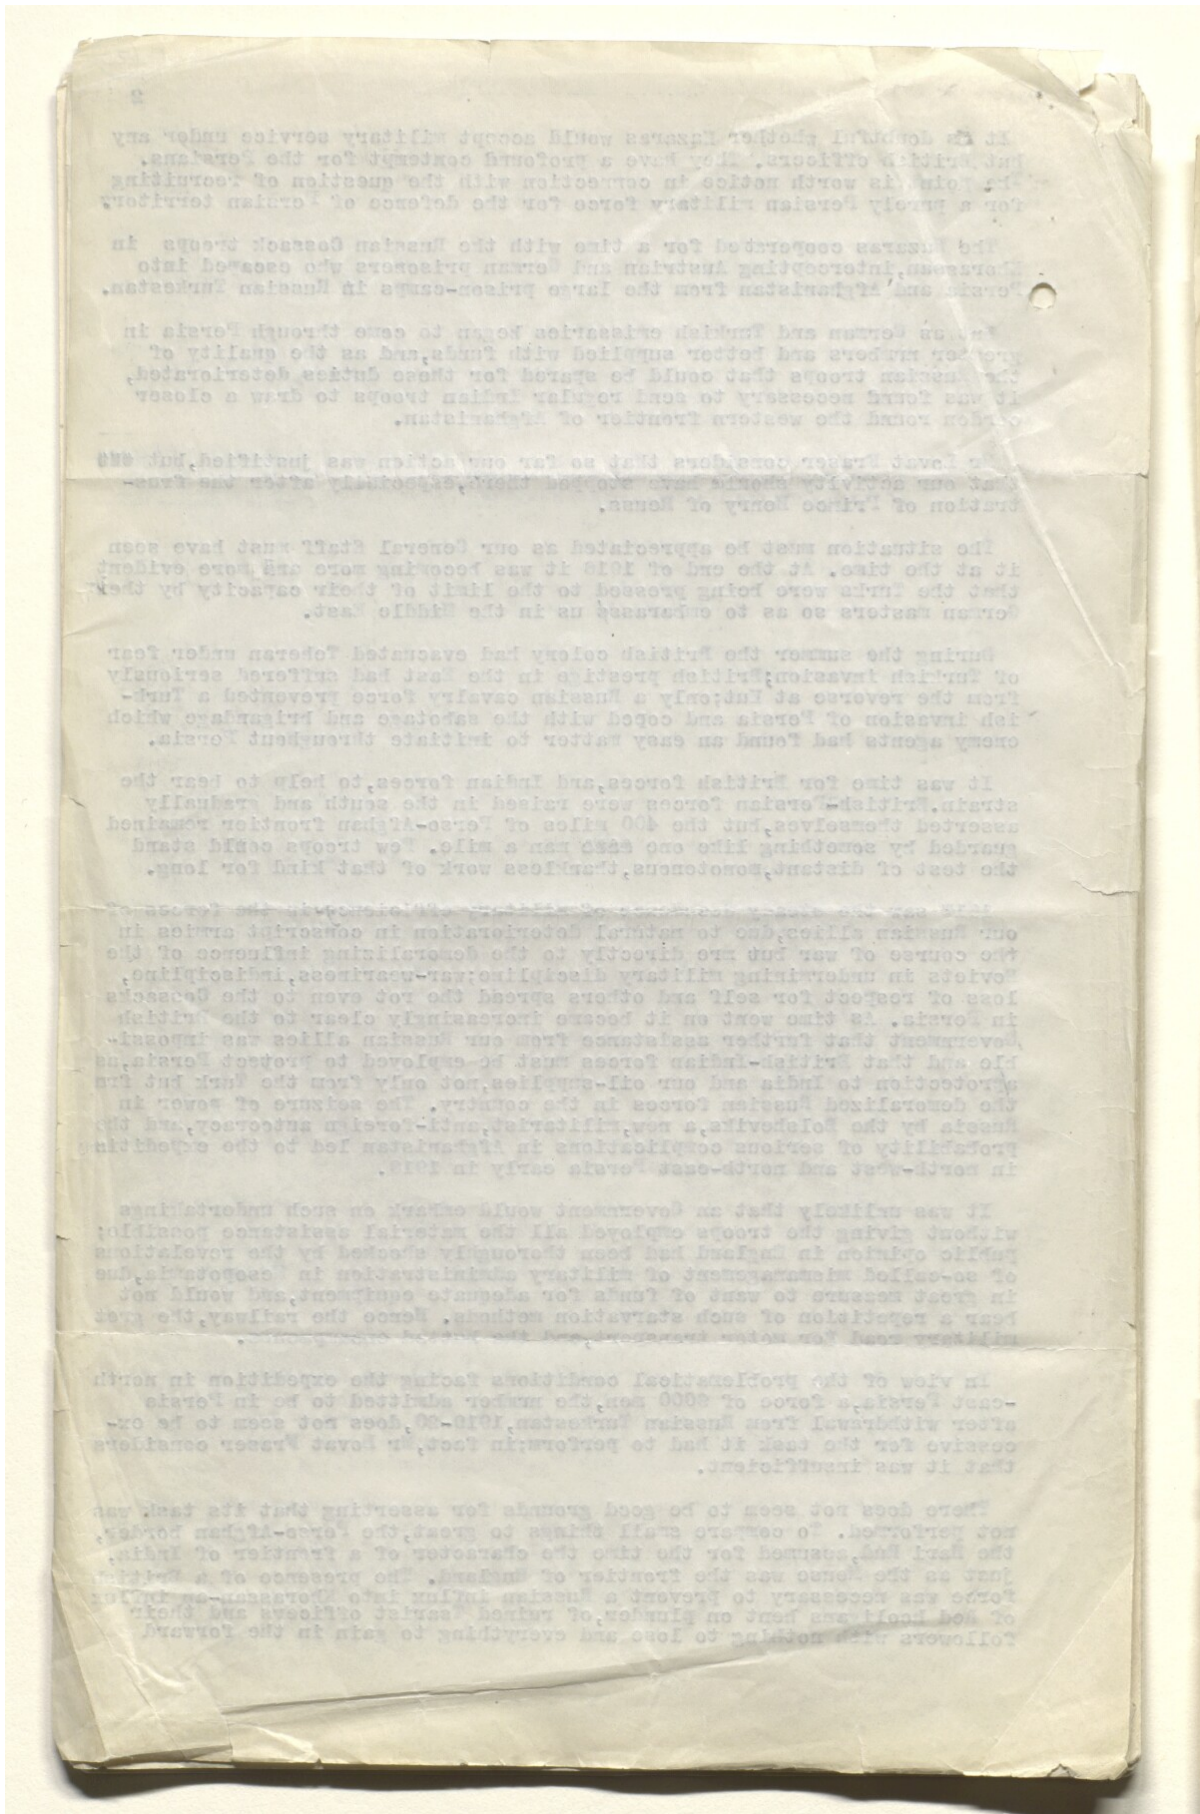 2
It is doubtful whether Hazaras would accept military service under any
but British officers. They have a profound contempt for the Persians.
The point is worth notice in connection with the question of recruiting
for a purely Persian military force for the defence of Persian territory.
The Hazaras cooperated for a time with the Russian Cossack troops in
Khorassan,intercepting Austrian and German prisoners who escaped into
Persia and Afghanistan from the large prison-camps in Russian Turkestan.
But as German and Turkish emissaries began to come through Persia in
greater numbers and better supplied with funds,and as the quality of
the Russian troops that could be spared for these duties deteriorated,
it was found necessary to send regular Indian troops to draw a closer
cordon round the western frontier of Afghanistan.
Mr Lovat Fraser considers that so far our action was justified,but
that our activity should have stopped there,especially after the frus-
tration of Prince Henry of Reuss.
The situation must be appreciated as our General Staff must have seen
it at the time. At the end of 1916 it was becoming more and more evident
that the Turks were being pressed to the limit of their capacity by their
German masters so as to embarass us in the Middle East.
During the summer the British colony had evacuated Teheran under fear
of Turkish invasion;British prestige in the East had suffered seriously
from the reverse at Kut;only a Russian cavalry force prevented a Turk-
ish invasion of Persia and coped with the sabotage and brigandage which
enemy agents had found an easy matter to initiate throughout Persia.
It was time for British forces,and Indian forces,to help to bear the
strain.British-Persian forces were raised in the south and gradually
asserted themselves,but the 400 miles of Perso-Afghan frontier remained
guarded by something like one man a mile. Few troops could stand
the test of distant,monotonous,thankless work of that kind for long.
1917 saw the steady decadence of military efficiency in the forces of
our Russian allies,due to natural deterioration in conscript armies in
the course of war but mre directly to the demoralizing influence of the
Soviets in undermining military discipline;war-weariness,indiscipline,
loss of respect for self and others spread the rot even to the Cossacks
in Persia. As time went on it became increasingly clear to the British
Government that further assistance from our Russian allies was impossi-
ble and that British-Indian forces must be employed to protect Persia,as
aprotection to India and our oil-supplies,not only from the Turk but frm
the demoralized Russian forces in the country. The seizure of power in
Russia by the Bolsheviks,a new,militarist,anti-foreign autocracy,and the
probability of serious complications in Afghanistan led to the expeditins
in north-west and north-east Persia early in 1918.
It was unlikely that an Government would embark on such undertakings
without giving the troops employed all the material assistance possible;
public opinion in England had been thoroughly shocked by the revelations
of so-called mismanagement of military administration in Mesopotamia,due
in great measure to want of funds for adequate equipment,and would not
bear a repetition of such starvation methods. Hence the railway,the gret
military road for motor transport,and the
In view of the problematical conditions facing the expedition in north
-east Persia,a force of 6000 men,the number admitted to be in Persia
after withdrawal from Russian Turkestan,1919-20,does not seem to be ex-
cessive for the task it had to perform;in fact,Mr Lovat Fraser considers
that it was insufficient.
There does not seem to be good grounds for asserting that its task was
not performed. To compare small things to great,the Perso-Afghan border,
the Hari Rud,assumed for the time the character of a frontier of India,
just as the Meuse was the frontier of England. The presence of a British
force was necessary to prevent a Russian influx into Khorassan-an influx
of Red hooligans bent on plunder,of ruined Tsarist officers and their
followers with nothing to lose and everything to gain in the forward